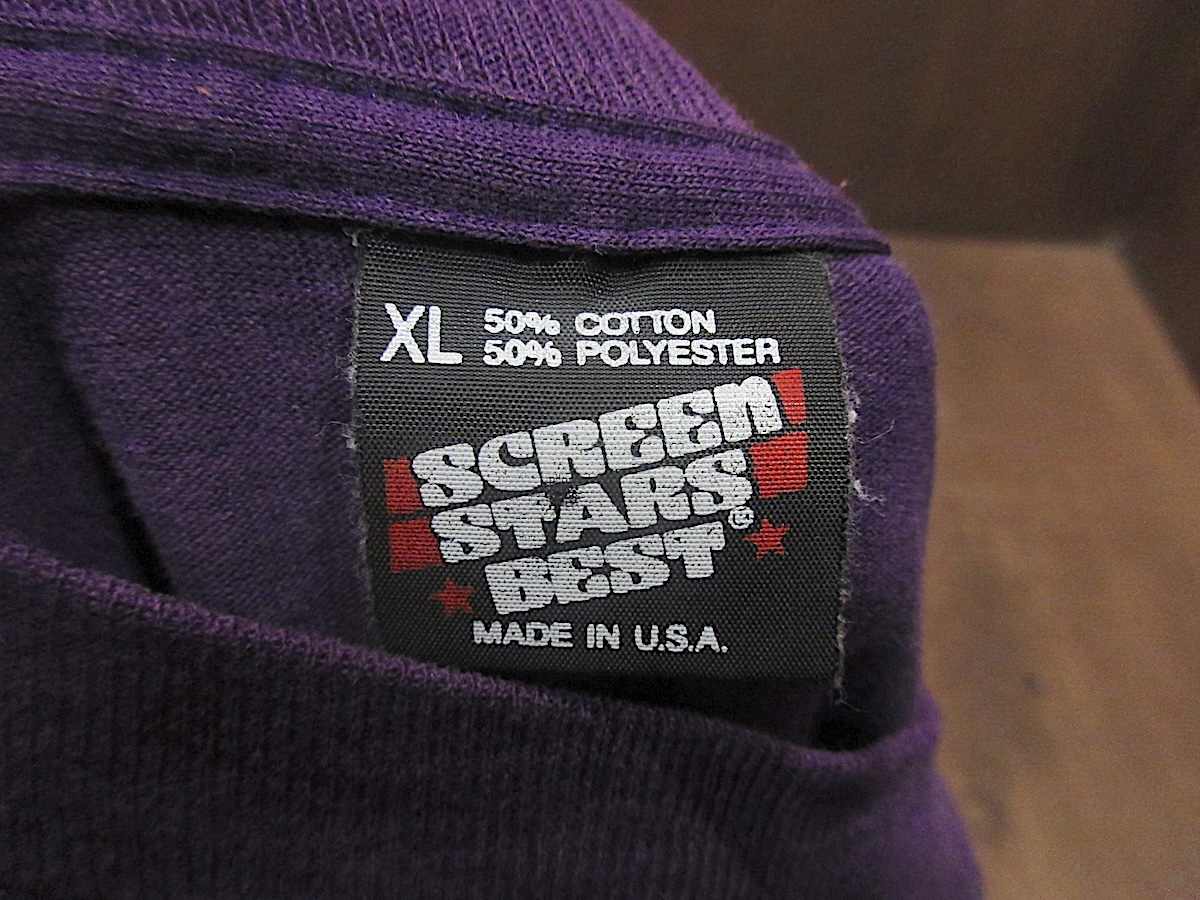 XL 50% COTTON
50% POLYESTER
SCREEN
STARS
BEST®
MADE IN U.S.A.